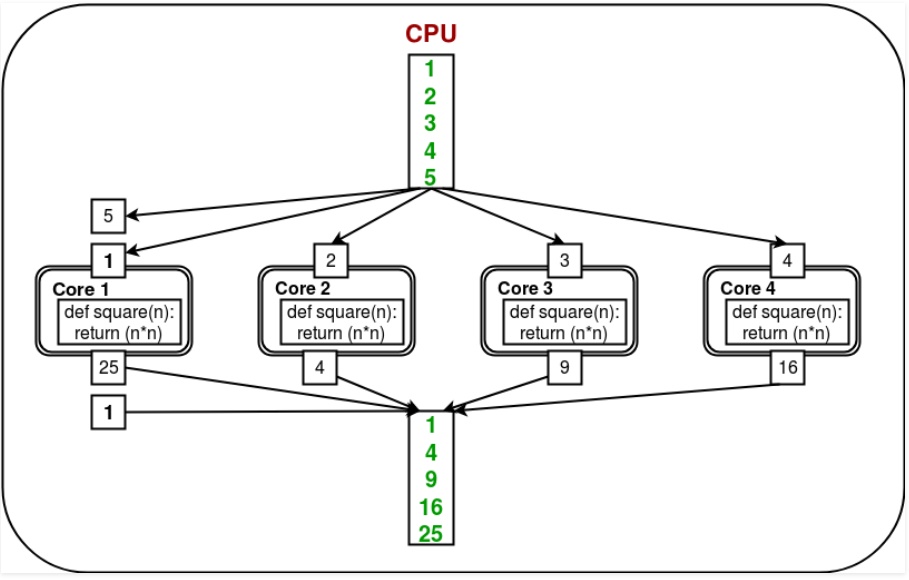 CPU
1
2
3
4
5
5
1
2
3
4
Core 1
def square(n):
return (n*n)
Core 2
def square(n):
return (n*n)
Core 3
def square(n):
return (n*n)
Core 4
def square(n):
return (n*n)
25
4
9
16
1
1
4
9
16
25